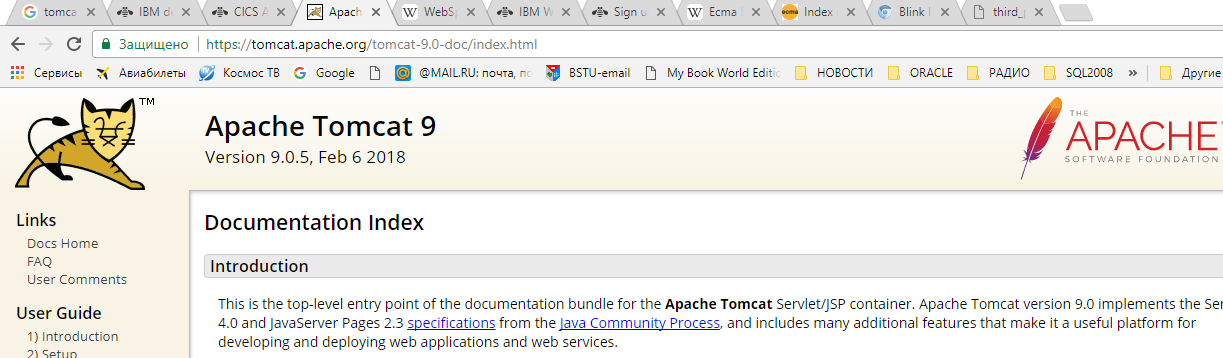 tomca
IBM de
CICS A
Apach
WebSp
IBM W
Sign u
Ecma I
Index
Blink
third_p
Защищено https://tomcat.apache.org/tomcat-9.0-doc/index.html
Сервисы Авиабилеты Космос ТВ Google @MAIL.RU: почта, по BSTU-email My Book World Editio НОВОСТИ ORACLE РАДИО SQL2008 » Другие
TM
Apache Tomcat 9
Version 9.0.5, Feb 6 2018
THE
APACHE
SOFTWARE FOUNDATION
Links
Docs Home
FAQ
User Comments
User Guide
1) Introduction
2) Setup
Documentation Index
Introduction
This is the top-level entry point of the documentation bundle for the Apache Tomcat Servlet/JSP container. Apache Tomcat version 9.0 implements the Ser
4.0 and JavaServer Pages 2.3 specifications from the Java Community Process, and includes many additional features that make it a useful platform for
developing and deploying web applications and web services.